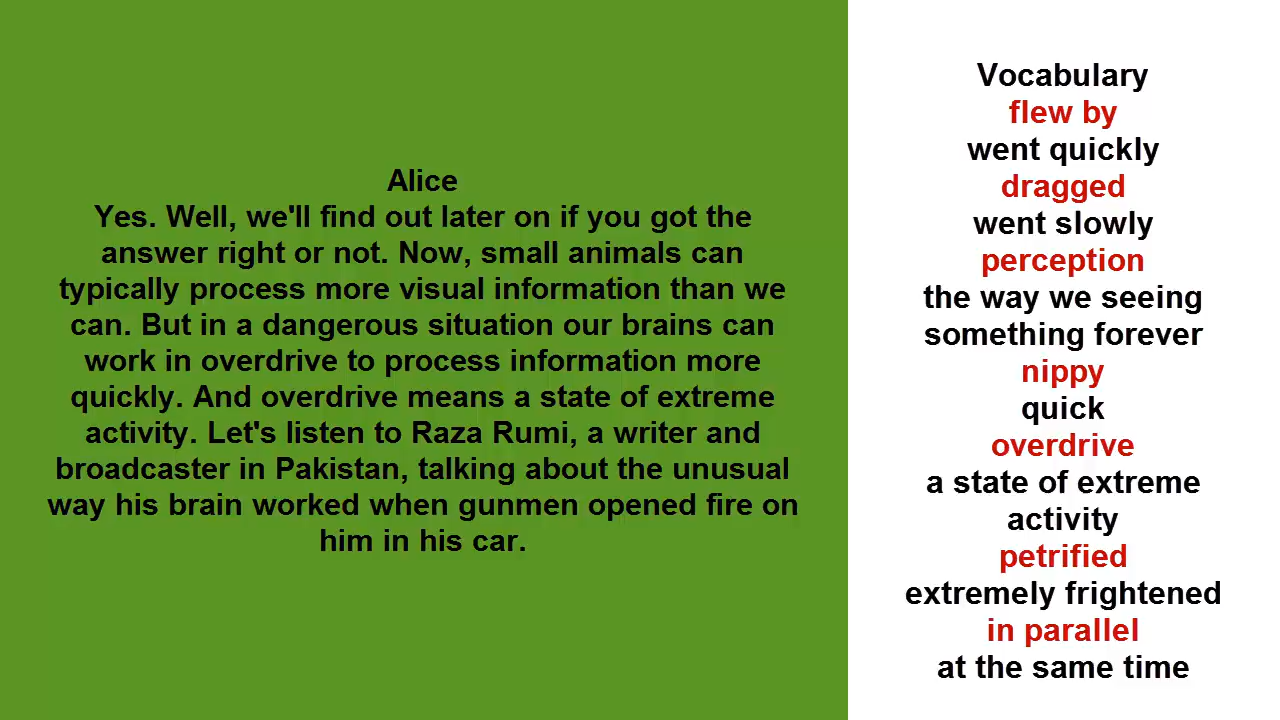 Alice
Yes. Well, we'll find out later on if you got the
answer right or not. Now, small animals can
typically process more visual information than we
can. But in a dangerous situation our brains can
work in overdrive to process information more
quickly. And overdrive means a state of extreme
activity. Let's listen to Raza Rumi, a writer and
broadcaster in Pakistan, talking about the unusual
way his brain worked when gunmen opened fire on
him in his car.
Vocabulary
flew by
went quickly
dragged
went slowly
perception
the way we seeing
something forever
nippy
quick
overdrive
a state of extreme
activity
petrified
extremely frightened
in parallel
at the same time